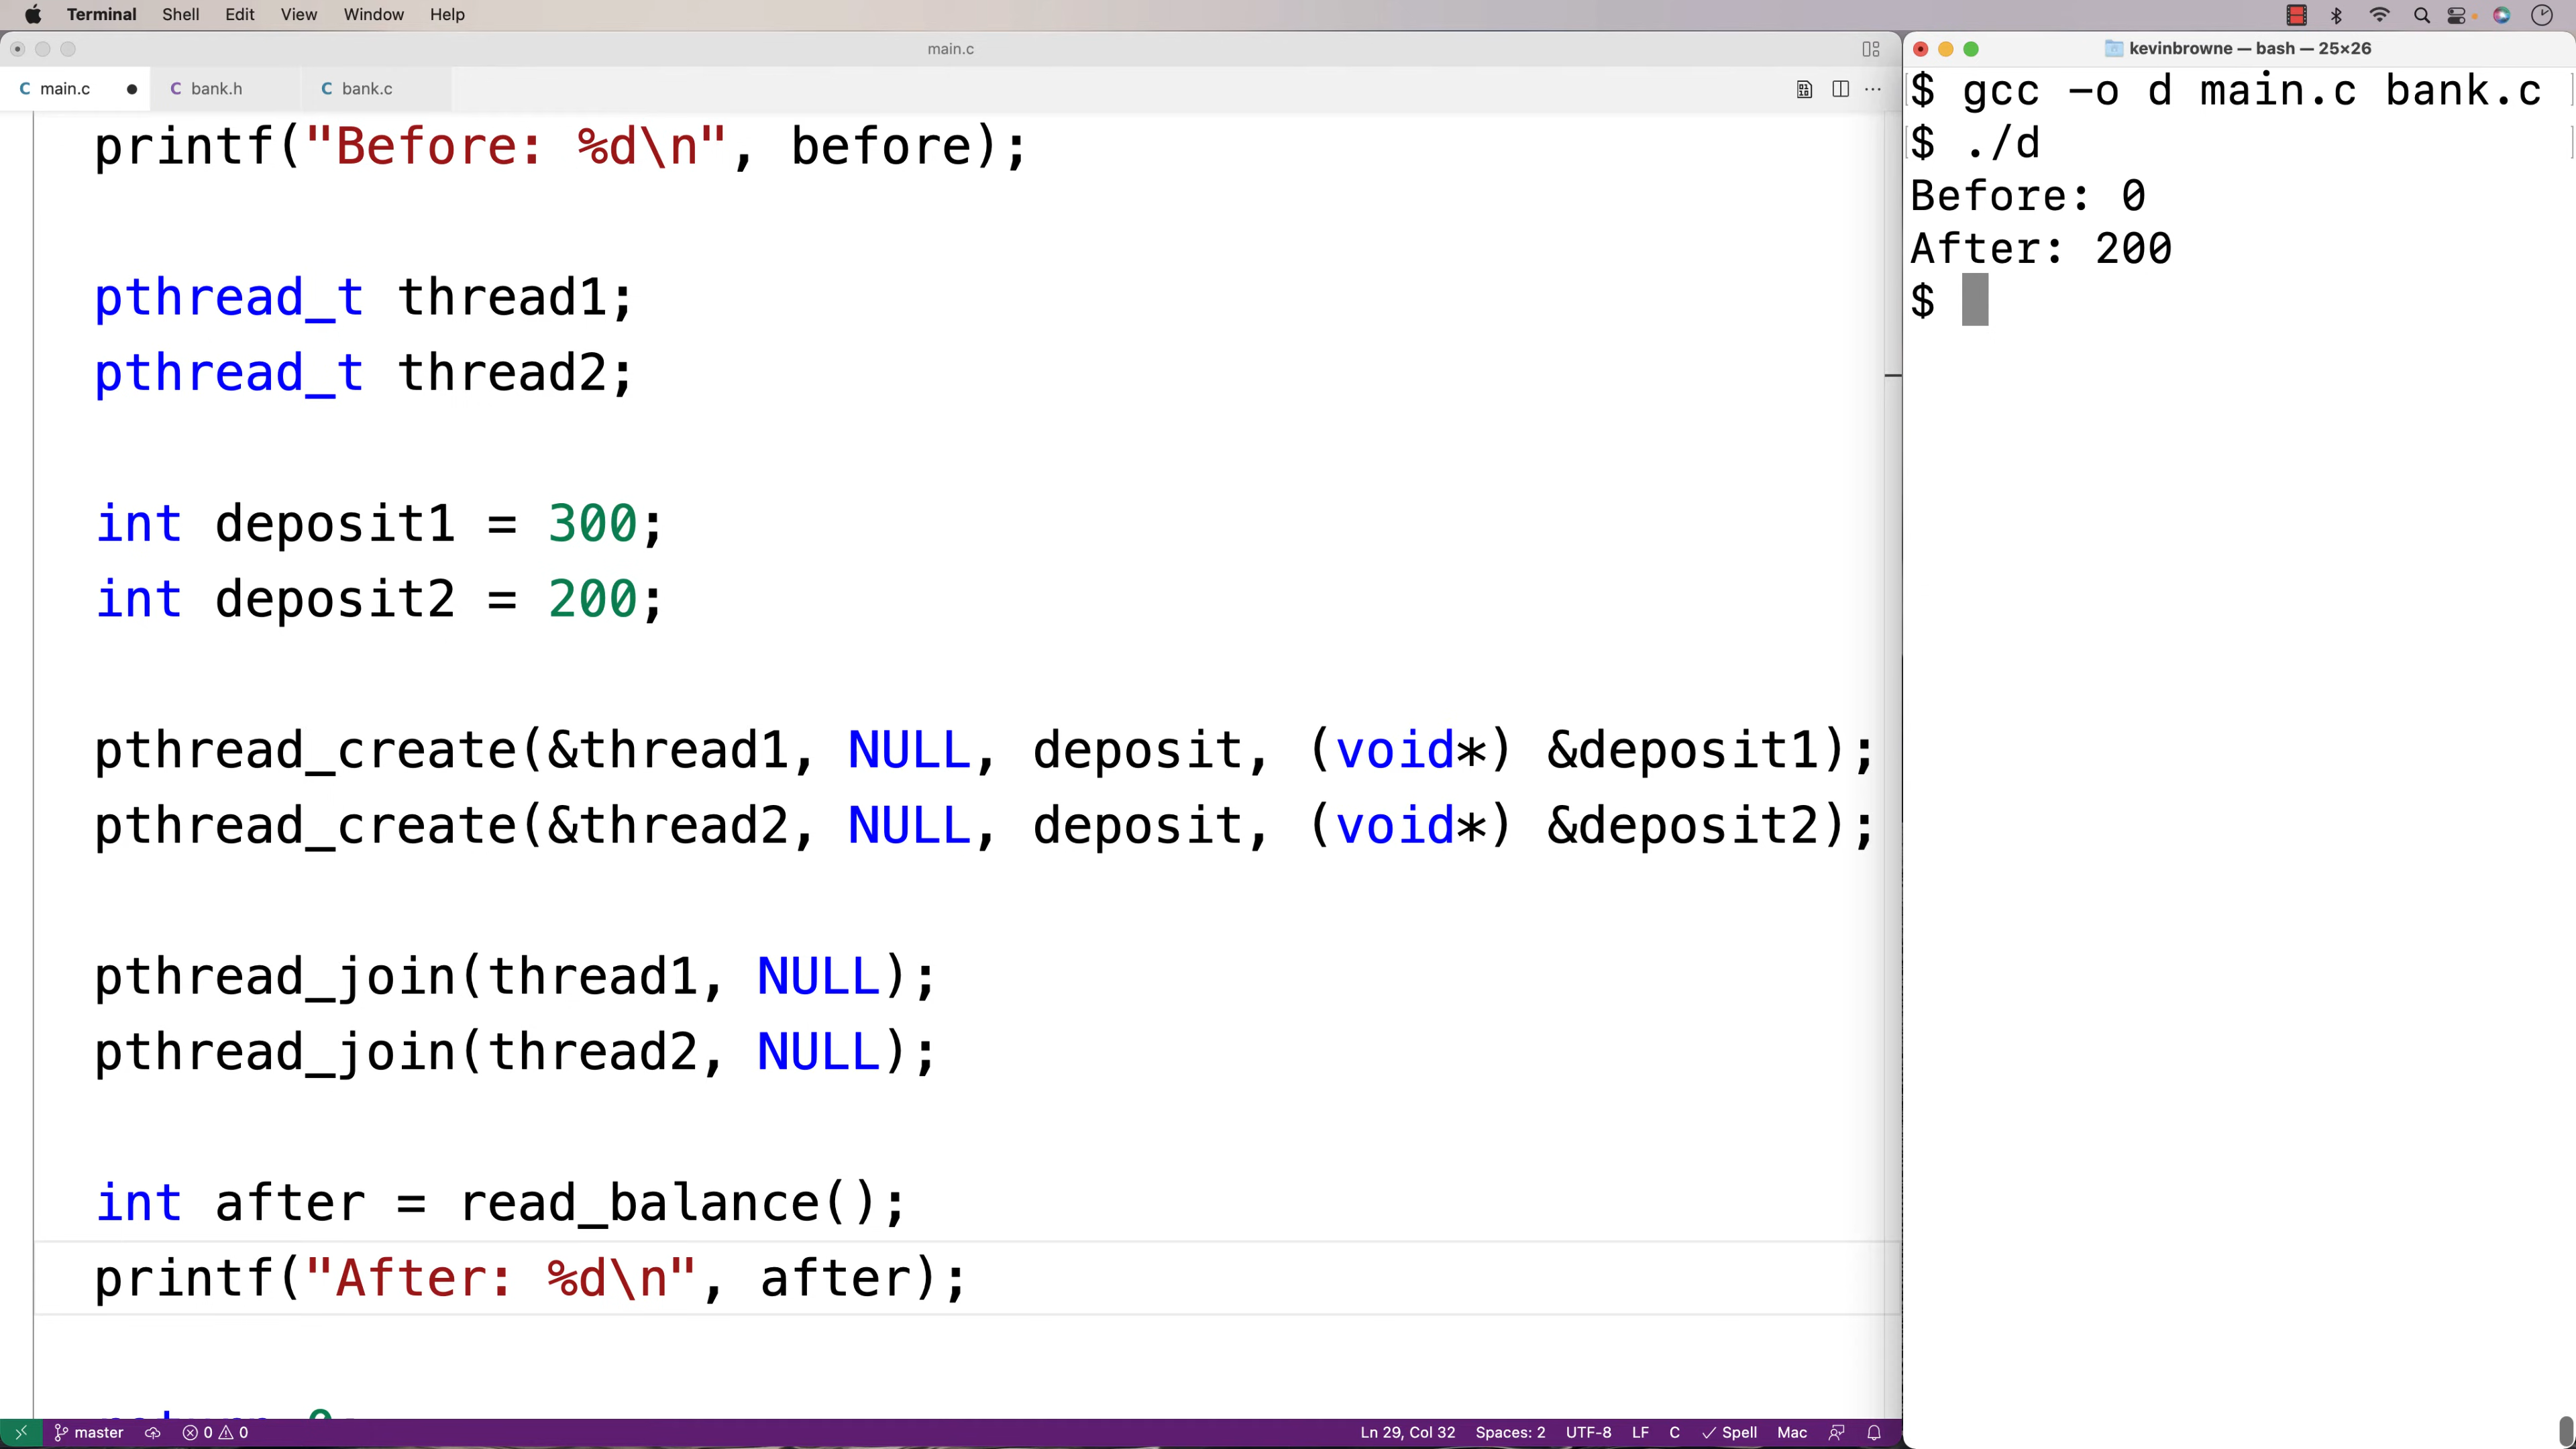 Terminal Shell Edit View Window Help
main.c
C main.c C bank.h C bank.c
printf("Before: %d\n", before);
pthread_t thread1;
pthread_t thread2;
int deposit1 = 300;
int deposit2 = 200;
pthread_create(&thread1, NULL, deposit, (void*) &deposit1);
pthread_create(&thread2, NULL, deposit, (void*) &deposit2);
pthread_join(thread1, NULL);
pthread_join(thread2, NULL);
int after = read_balance();
printf("After: %d\n", after);
master 0 0 Ln 29, Col 32 Spaces: 2 UTF-8 LF C Spell Mac
kevinbrowne — bash — 25×26
$ gcc -o d main.c bank.c
$ ./d
Before: 0
After: 200
$